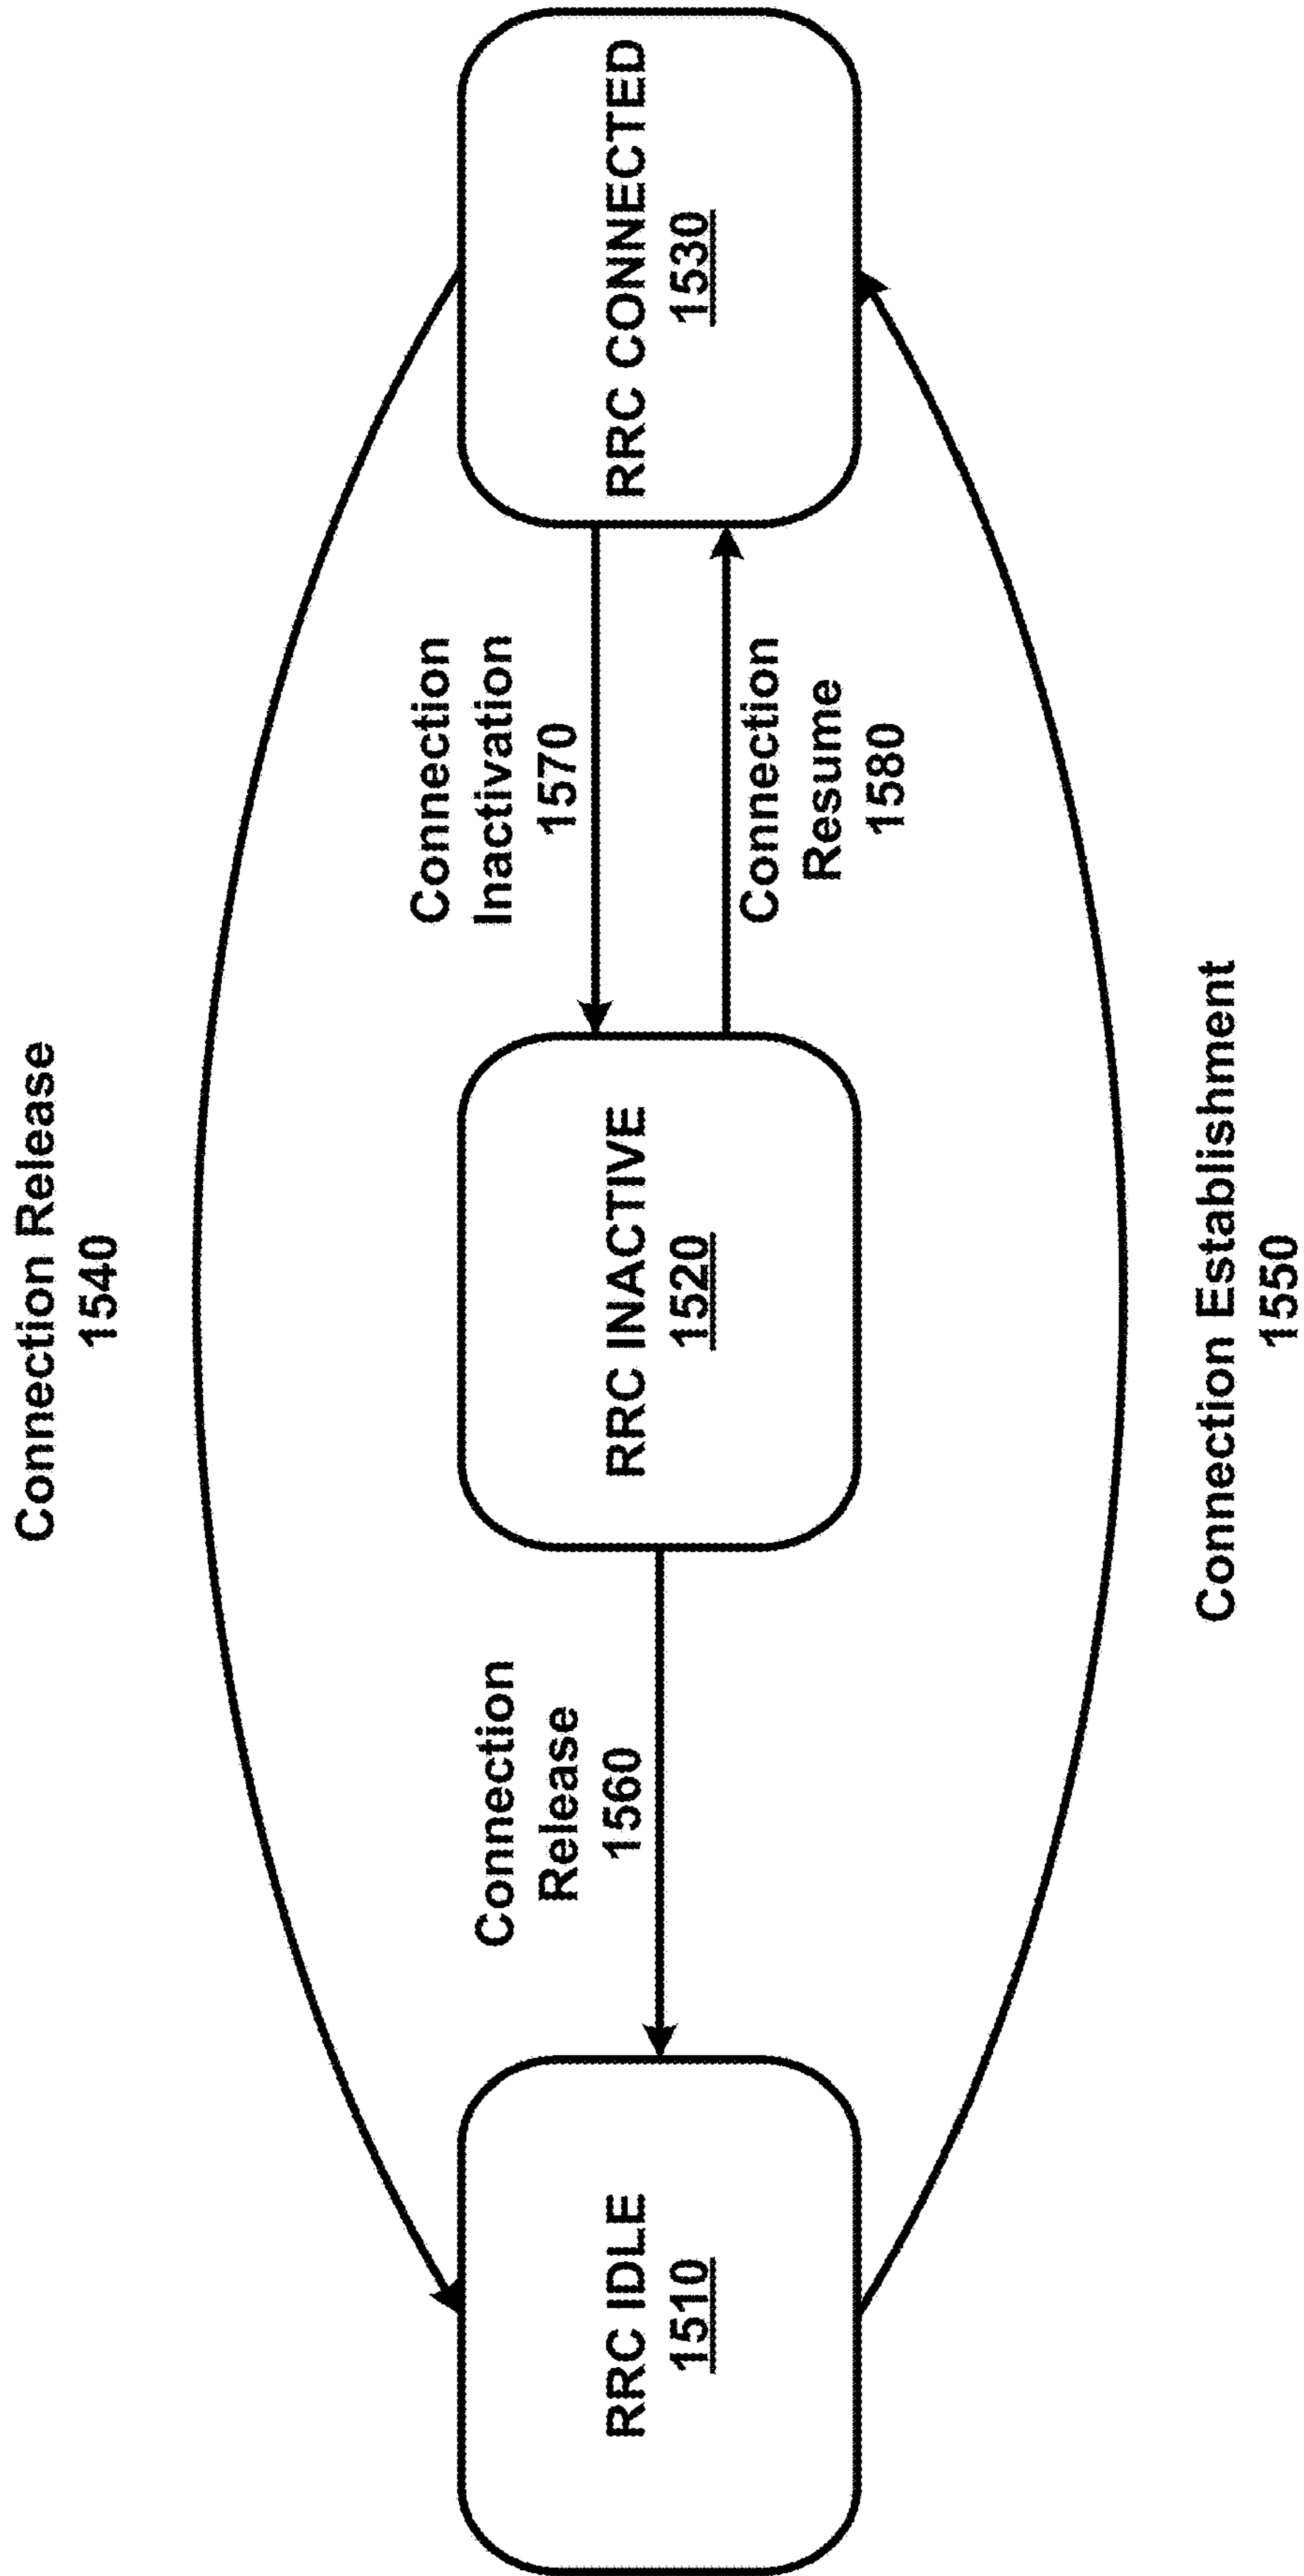 Connection Release
1540
RRC IDLE
1510
Connection
Release
1560
RRC INACTIVE
1520
Connection
Inactivation
1570
Connection
Resume
1580
RRC CONNECTED
1530
Connection Establishment
1550